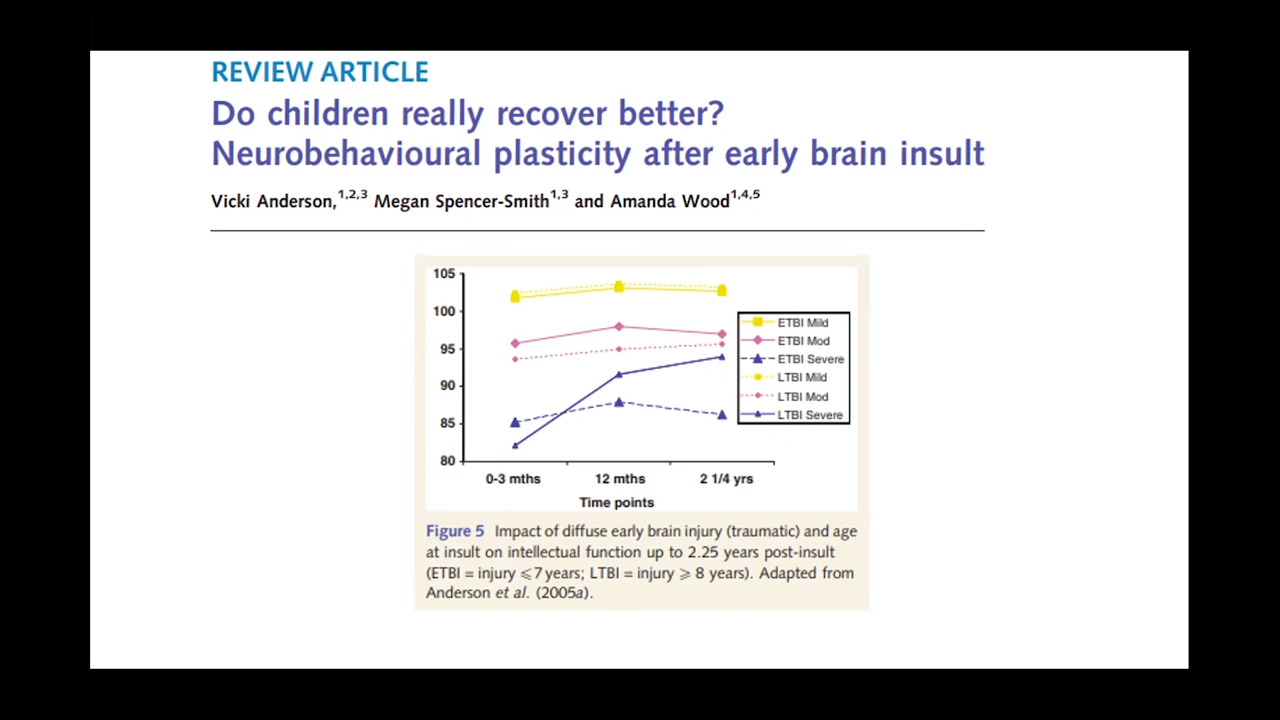 REVIEW ARTICLE
Do children really recover better?
Neurobehavioural plasticity after early brain insult
Vicki Anderson,1,2,3 Megan Spencer-Smith1,3 and Amanda Wood1,4,5
105
100
95
90
85
80
0-3 mths 12 mths 2 1/4 yrs
Time points
ETBI Mild
ETBI Mod
ETBI Severe
LTBI Mild
LTBI Mod
LTBI Severe
Figure 5 Impact of diffuse early brain injury (traumatic) and age
at insult on intellectual function up to 2.25 years post-insult
(ETBI = injury ⩽7 years; LTBI = injury ⩾ 8 years). Adapted from
Anderson et al. (2005a).